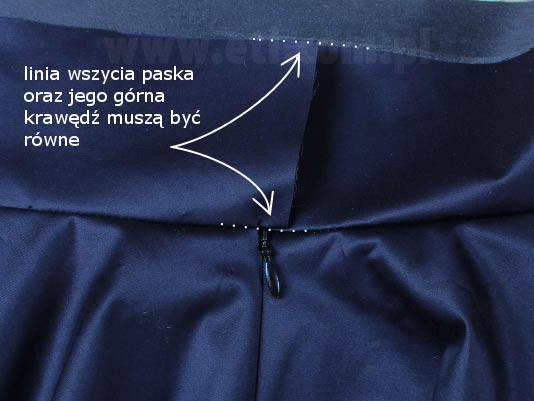 linia wszycia paska
oraz jego górna
krawędź muszą być
równe